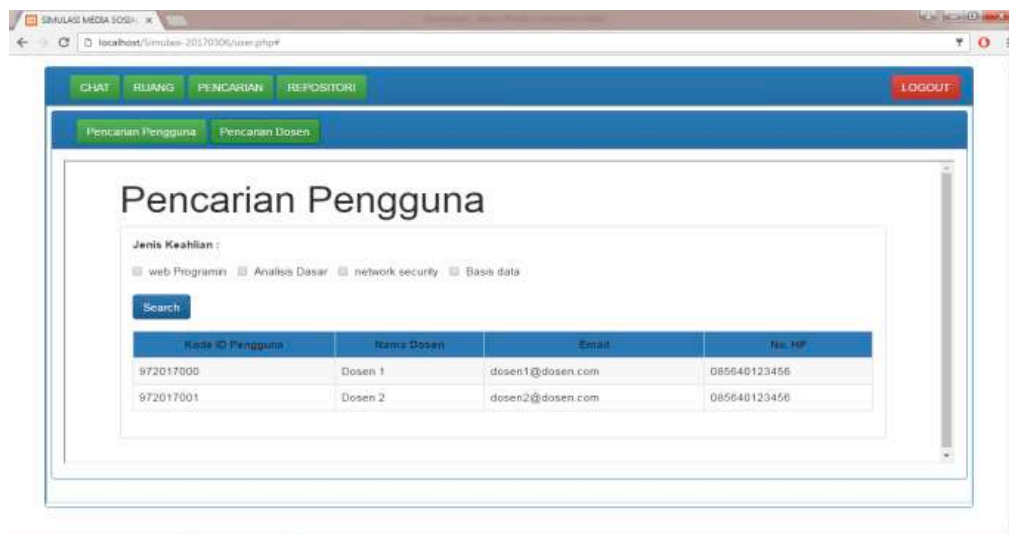 SIMULASI MEDIA SOSIAL
localhost/Simulasi-20170306/user.php#
CHAT RUANG PENCARIAN REPOSITORI LOGOUT
Pencarian Pengguna Pencarian Dosen
Pencarian Pengguna
Jenis Keahlian :
web Programin Analisis Dasar network security Basis data
Search
Kode ID Pengguna Nama Dosen Email No. HP
972017000 Dosen 1 dosen1@dosen.com 085640123456
972017001 Dosen 2 dosen2@dosen.com 085640123456